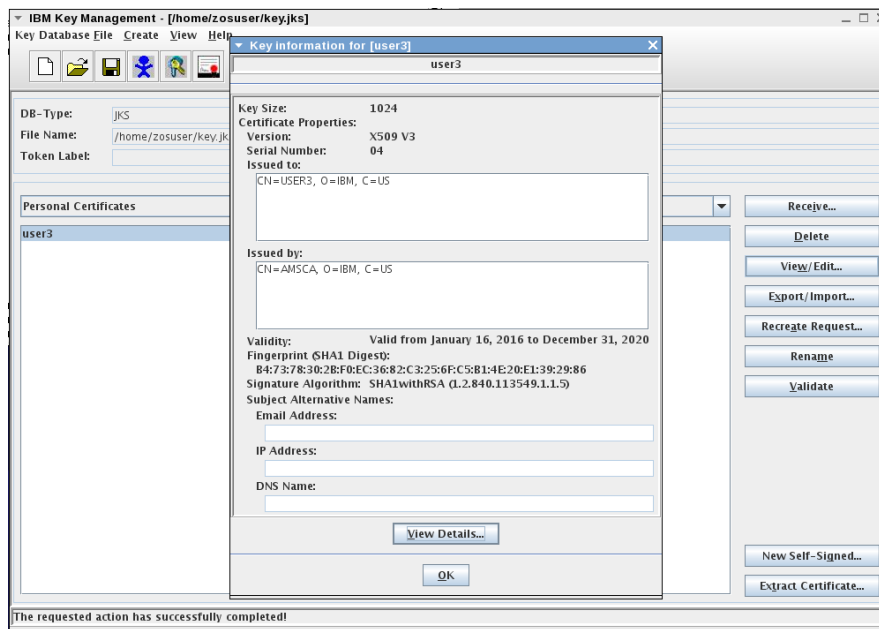 IBM Key Management - [/home/zosuser/key.jks]
Key Database File Create View Help
Key information for [user3]
user3
DB-Type:
JKS
File Name:
/home/zosuser/key.jk
Token Label:
Personal Certificates
user3
Key Size: 1024
Certificate Properties:
Version: X509 V3
Serial Number: 04
Issued to:
CN=USER3, O=IBM, C=US
Issued by:
CN=AMSCA, O=IBM, C=US
Validity: Valid from January 16, 2016 to December 31, 2020
Fingerprint (SHA1 Digest):
B4:73:78:30:2B:F0:EC:36:82:C3:25:6F:C5:B1:4E:20:E1:39:29:86
Signature Algorithm: SHA1withRSA (1.2.840.113549.1.1.5)
Subject Alternative Names:
Email Address:
IP Address:
DNS Name:
View Details...
OK
Receive...
Delete
View/Edit...
Export/Import...
Recreate Request...
Rename
Validate
New Self-Signed...
Extract Certificate...
The requested action has successfully completed!